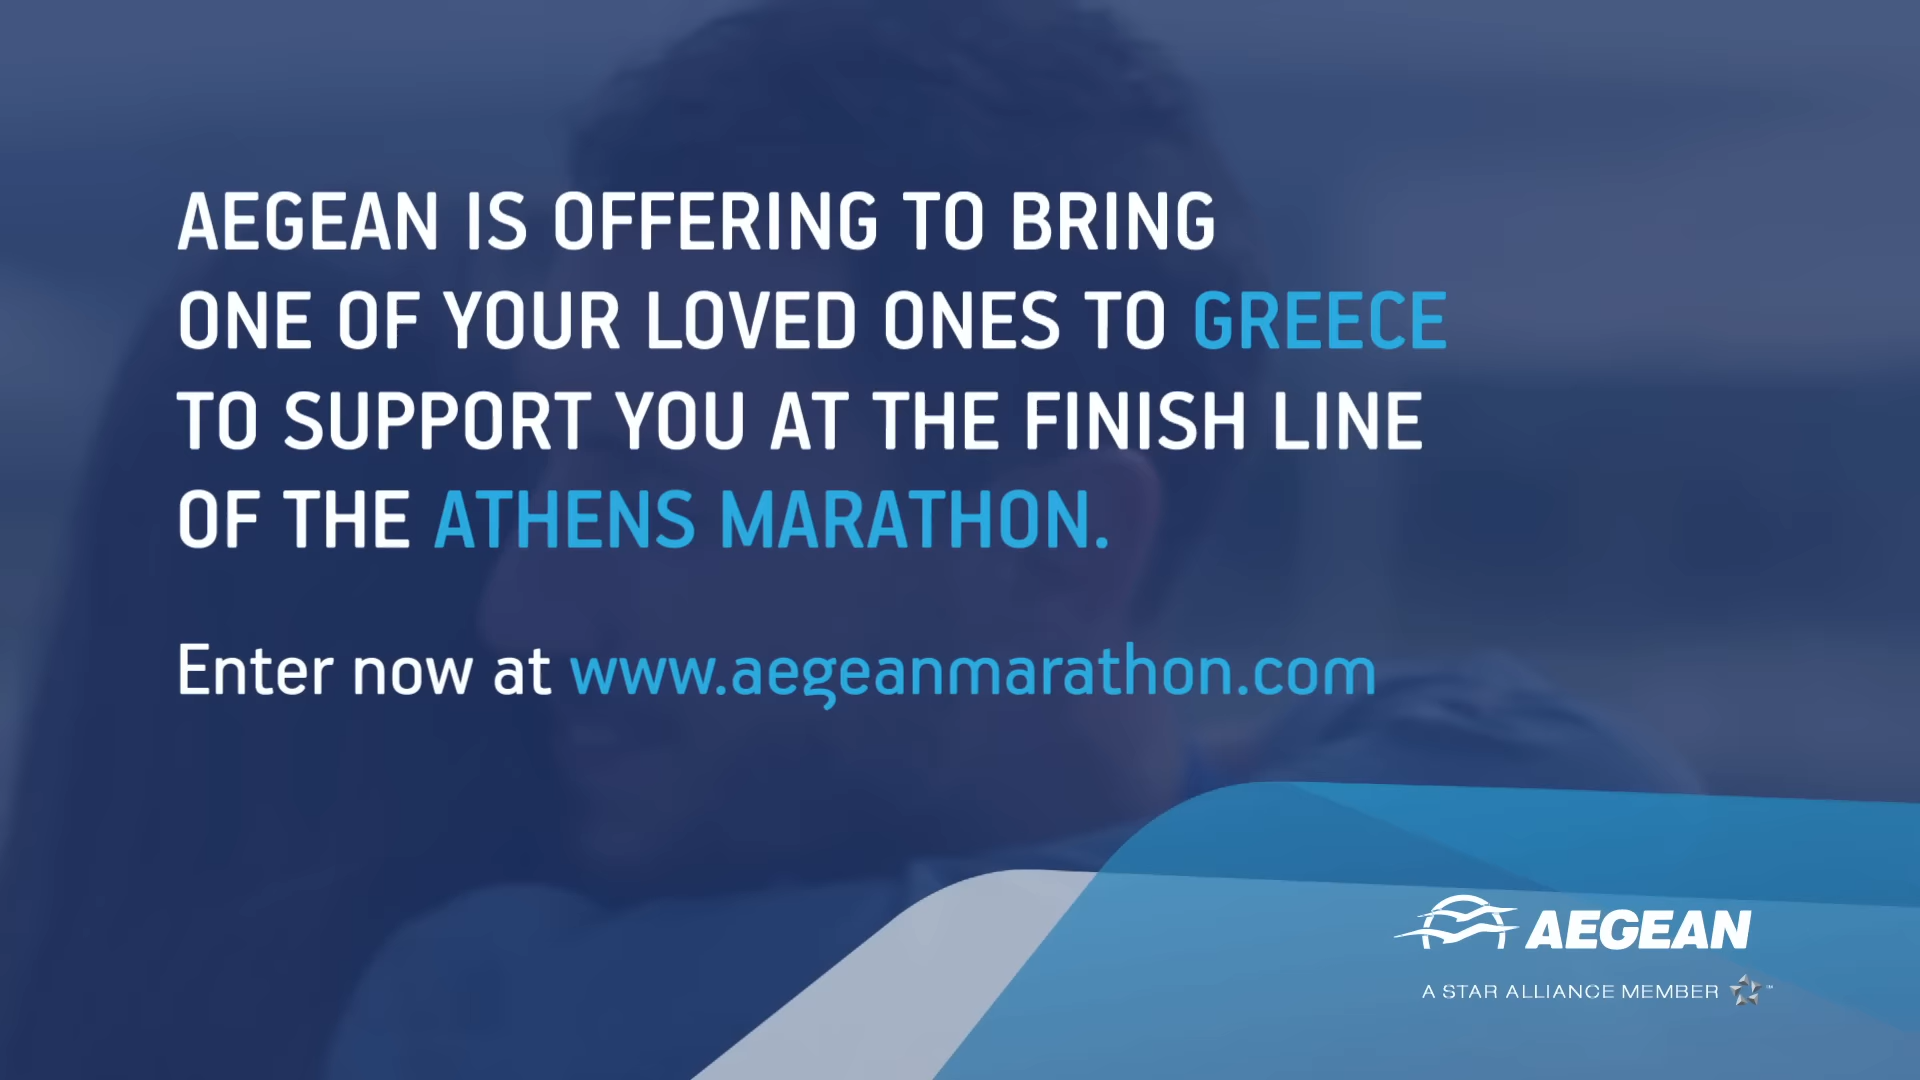 AEGEAN IS OFFERING TO BRING
ONE OF YOUR LOVED ONES TO GREECE
TO SUPPORT YOU AT THE FINISH LINE
OF THE ATHENS MARATHON.
Enter now at www.aegeanmarathon.com
AEGEAN
A STAR ALLIANCE MEMBER ™